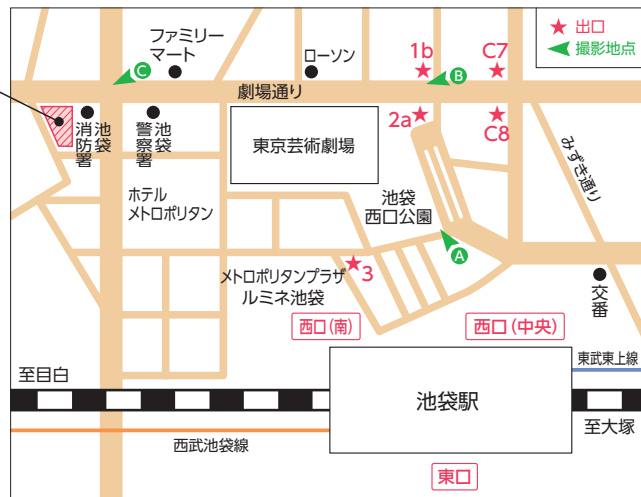 ★ 出口
撮影地点
ファミリー
マート
ローソン
1b
C7
C
B
劇場通り
2a
C8
池袋
消防署
池袋
警察署
東京芸術劇場
みずき通り
ホテル
メトロポリタン
池袋
西口公園
A
メトロポリタンプラザ
ルミネ池袋
3
交番
西口(南)
西口(中央)
東武東上線
至目白
池袋駅
至大塚
西武池袋線
東口